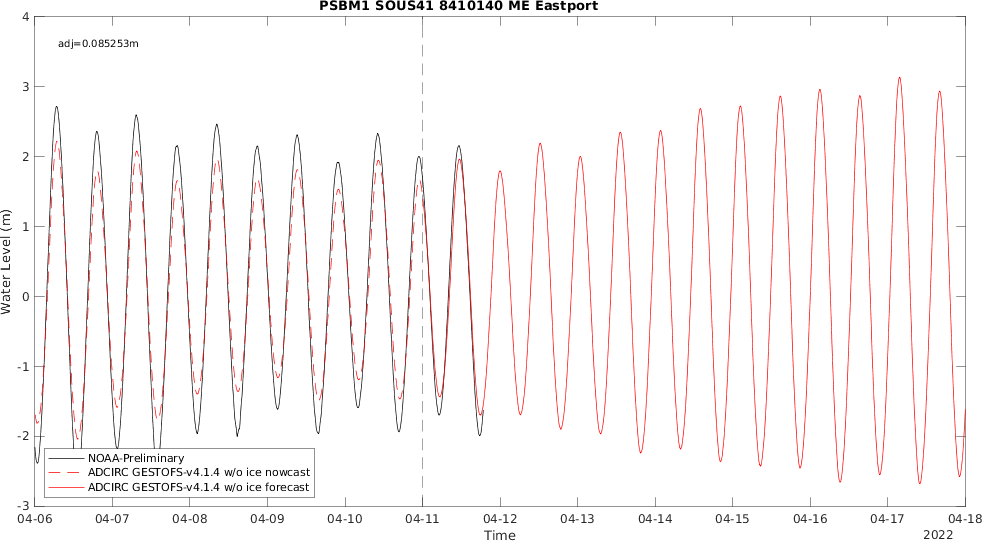 PSBM1 SOUS41 8410140 ME Eastport
adj=0.085253m
4
3
2
1
0
-1
-2
-3
Water Level (m)
NOAA-Preliminary
ADCIRC GESTOFS-v4.1.4 w/o ice nowcast
ADCIRC GESTOFS-v4.1.4 w/o ice forecast
04-06 04-07 04-08 04-09 04-10 04-11 04-12 04-13 04-14 04-15 04-16 04-17 04-18
Time
2022